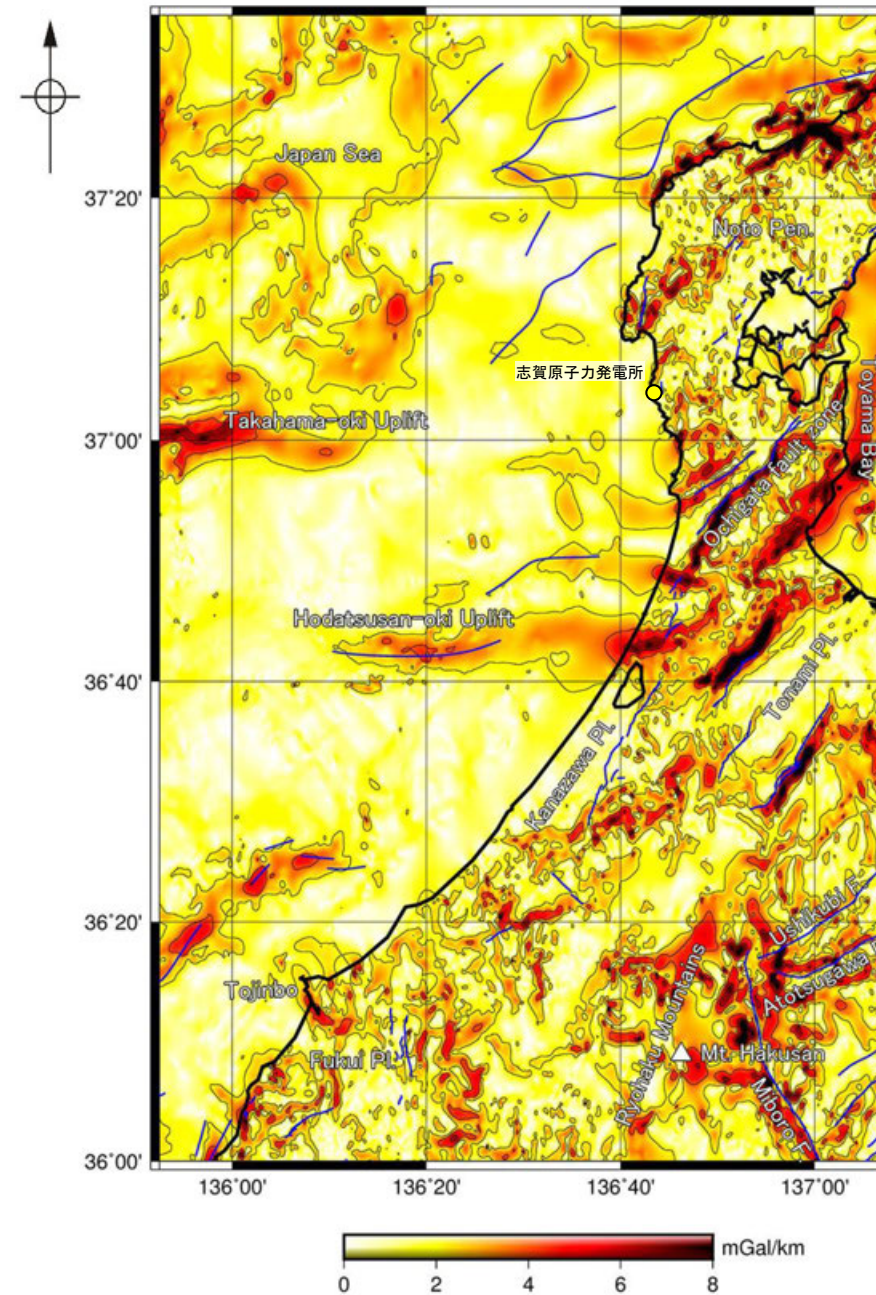 Japan Sea
37°20'
Noto Pen.
志賀原子力発電所
Toyama Bay
Takahama-oki Uplift
37°00'
Ochigata fault zone
Hodatsusan-oki Uplift
36°40'
Tonami Pl.
Kanazawa Pl.
36°20'
Ushikubi F.
Atotsugawa
Tojinbo
Ryohaku Mountains
Mt. Hakusan
Fukui Pl.
Miboro F.
36°00'
136°00' 136°20' 136°40' 137°00'
mGal/km
0 2 4 6 8